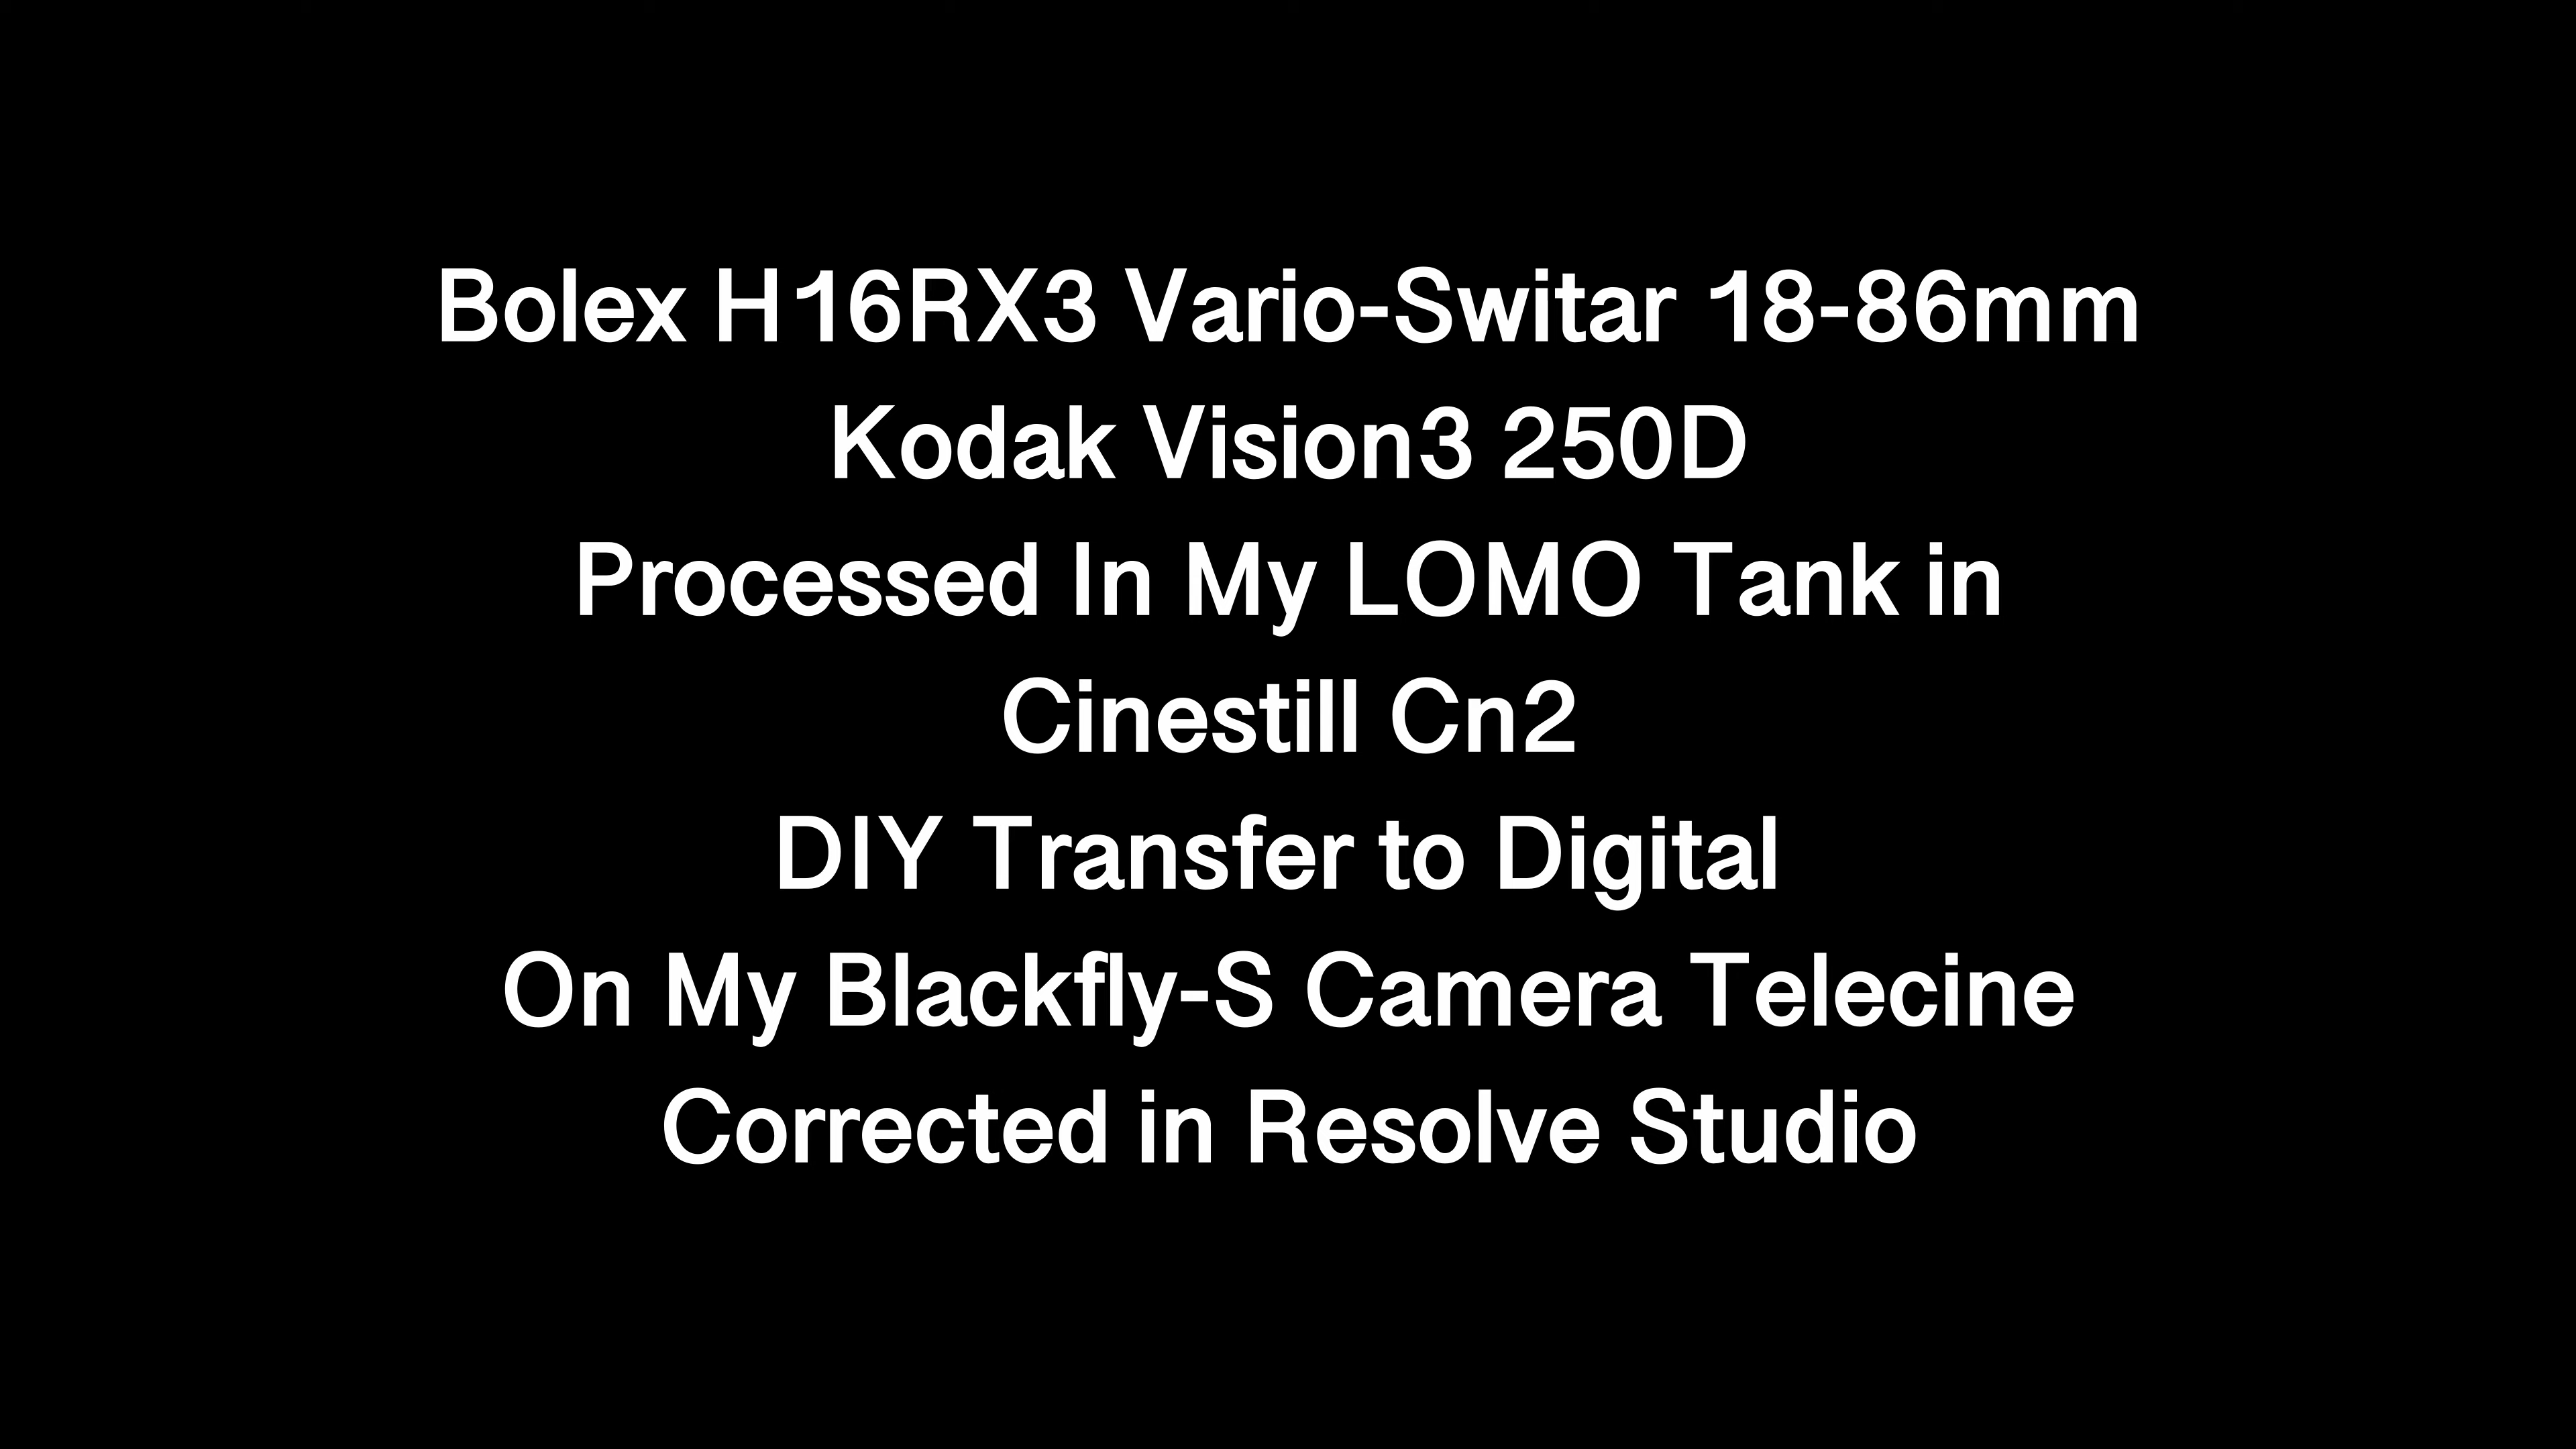 Bolex H16RX3 Vario-Switar 18-86mm
Kodak Vision3 250D
Processed In My LOMO Tank in
Cinestill Cn2
DIY Transfer to Digital
On My Blackfly-S Camera Telecine
Corrected in Resolve Studio